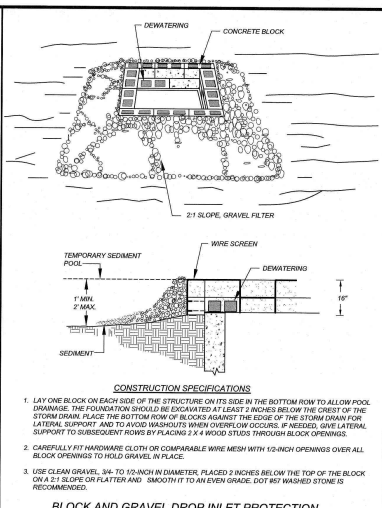 DEWATERING
CONCRETE BLOCK
2:1 SLOPE, GRAVEL FILTER
WIRE SCREEN
TEMPORARY SEDIMENT
POOL
DEWATERING
1' MIN.
2' MAX.
16"
SEDIMENT
CONSTRUCTION SPECIFICATIONS
1. LAY ONE BLOCK ON EACH SIDE OF THE STRUCTURE ON ITS SIDE IN THE BOTTOM ROW TO ALLOW POOL
DRAINAGE. THE FOUNDATION SHOULD BE EXCAVATED AT LEAST 2 INCHES BELOW THE CREST OF THE
STORM DRAIN. PLACE THE BOTTOM ROW OF BLOCKS AGAINST THE EDGE OF THE STORM DRAIN FOR
LATERAL SUPPORT AND TO AVOID WASHOUTS WHEN OVERFLOW OCCURS. IF NEEDED, GIVE LATERAL
SUPPORT TO SUBSEQUENT ROWS BY PLACING 2 X 4 WOOD STUDS THROUGH BLOCK OPENINGS.
2. CAREFULLY FIT HARDWARE CLOTH OR COMPARABLE WIRE MESH WITH 1/2-INCH OPENINGS OVER ALL
BLOCK OPENINGS TO HOLD GRAVEL IN PLACE.
3. USE CLEAN GRAVEL, 3/4- TO 1/2-INCH IN DIAMETER, PLACED 2 INCHES BELOW THE TOP OF THE BLOCK
ON A 2:1 SLOPE OR FLATTER AND SMOOTH IT TO AN EVEN GRADE. DOT #57 WASHED STONE IS
RECOMMENDED.
BLOCK AND GRAVEL DROP INLET PROTECTION